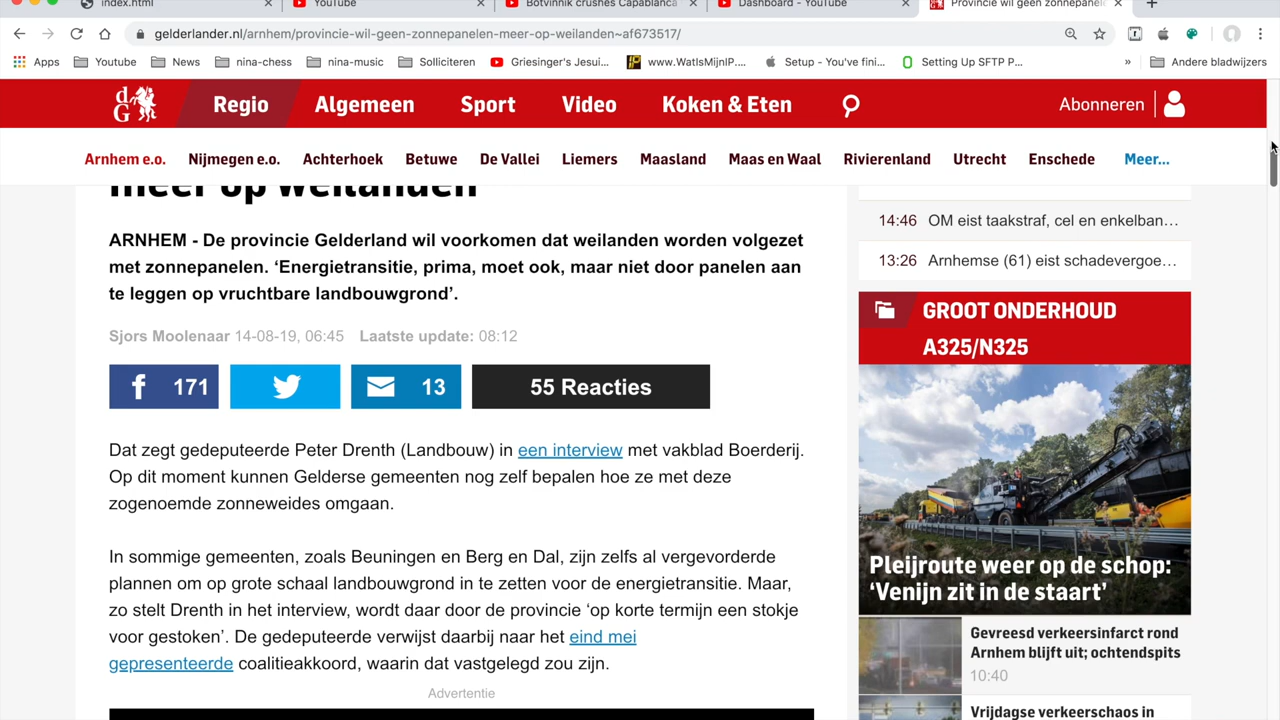 index.html
YouTube
Botvinnik crushes Capablanca
Dashboard - YouTube
Provincie wil geen zonnepanele
gelderlander.nl/arnhem/provincie-wil-geen-zonnepanelen-meer-op-weilanden~af673517/
Apps Youtube News nina-chess nina-music Solliciteren Griesinger's Jesui... www.WatIsMijnIP.... Setup - You've fini... Setting Up SFTP P... » Andere bladwijzers
dG Regio Algemeen Sport Video Koken & Eten Abonneren
Arnhem e.o. Nijmegen e.o. Achterhoek Betuwe De Vallei Liemers Maasland Maas en Waal Rivierenland Utrecht Enschede Meer...
meer op weilanden
ARNHEM - De provincie Gelderland wil voorkomen dat weilanden worden volgezet
met zonnepanelen. ‘Energietransitie, prima, moet ook, maar niet door panelen aan
te leggen op vruchtbare landbouwgrond’.
Sjors Moolenaar 14-08-19, 06:45 Laatste update: 08:12
f 171 13 55 Reacties
Dat zegt gedeputeerde Peter Drenth (Landbouw) in een interview met vakblad Boerderij.
Op dit moment kunnen Gelderse gemeenten nog zelf bepalen hoe ze met deze
zogenoemde zonneweides omgaan.
In sommige gemeenten, zoals Beuningen en Berg en Dal, zijn zelfs al vergevorderde
plannen om op grote schaal landbouwgrond in te zetten voor de energietransitie. Maar,
zo stelt Drenth in het interview, wordt daar door de provincie ‘op korte termijn een stokje
voor gestoken’. De gedeputeerde verwijst daarbij naar het eind mei
gepresenteerde coalitieakkoord, waarin dat vastgelegd zou zijn.
Advertentie
14:46 OM eist taakstraf, cel en enkelban...
13:26 Arnhemse (61) eist schadevergoe...
GROOT ONDERHOUD
A325/N325
Pleijroute weer op de schop:
‘Venijn zit in de staart’
Gevreesd verkeersinfarct rond
Arnhem blijft uit; ochtendspits
10:40
Vrijdagse verkeerschaos in